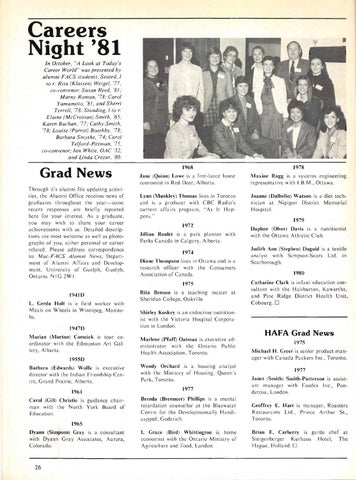 Careers
Night '81
In October, "A Look at Today's
Career World" was presented by
alumni FACS students. Seated, l
to r: Rita (Klassen) Weigel, '77,
co-convenor; Susan Reed, '81;
Marny Roman, '78; Carol
Yamamoto, '81, and Sherri
Torrell, '78. Standing, l to r:
Elaine (McCrossan) Smith, '65;
Karen Buchan, '77; Cathy Smith,
'78; Louise (Parrot) Boothby, '78;
Barbara Smythe, '74; Carol
Telford-Pittman, '75,
co-convenor; Jan White, OAC '52,
and Linda Crozar, '80.
Grad News
Through it's alumni file updating activities, the Alumni Office receives news of
graduates throughout the year—some
recent responses are briefly reported
here for your interest. As a graduate,
you may wish to share your career
achievements with us. Detailed descriptions are most welcome as well as photographs of you, either personal or career
related. Please address correspondence
to: Mac-FACS Alumni News, Department of Alumni Affairs and Development, University of Guelph, Guelph,
Ontario, N1G 2W1.
1941D
L. Gerda Holt is a field worker with
Meals on Wheels in Winnipeg, Manitoba.
1947D
Marian (Morton) Cormick is tour co-ordinator with the Edmonton Art Gallery, Alberta.
1955D
Barbara (Edwards) Wolfe is executive
director with the Indian Friendship Centre, Grand Prairie, Alberta.
1961
Carol (Gill) Christie is guidance chairman with the North York Board of
Education.
1965
Dyann (Simpson) Gray is a consultant
with Dyann Gray Associates, Aurora,
Colorado.
1968
Jane (Quinn) Lowe is a free-lance home
economist in Red Deer, Alberta.
Lynn (Munkley) Thomas lives in Toronto
and is a producer with CBC Radio's
current affairs program, "As It Happens."
1972
Jillian Roulet is a park planner with
Parks Canada in Calgary, Alberta.
1974
Diane Thompson lives in Ottawa and is a
research officer with the Consumers
Association of Canada.
1975
Rita Benson is a teaching master at
Sheridan College, Oakville.
Shirley Koskey is an endocrine nutritionist with the Victoria Hospital Corporation in London.
Marlene (Pfaff) Oatman is executive administrator with the Ontario Public
Health Association, Toronto.
Wendy Orchard is a housing analyst
with the Ministry of Housing, Queen's
Park, Toronto.
1977
Brenda (Brenneer) Phillips is a mental
retardation counsellor at the Bluewater
Centre for the Developmentally Handicapped, Goderich.
L. Grace (Bird) Whittington is home
economist with the Ontario Ministry of
Agriculture and Food, London.
1978
Maxine Ragg is a systems engineering
representative with I.B.M., Ottawa.
Joanne (Dalbello) Watson is a diet technician at Nipigon District Memorial
Hospital.
1979
Daphne (Ober) Davis is a nutritionist
with the Ottawa Athletic Club.
Judith Ann (Stephen) Duguid is a textile
analyst with Simpson-Sears Ltd. in
Scarborough.
1980
Catharine Clark is infant education consultant with the Haliburton, Kawartha,
and Pine Ridge District Health Unit,
Cobourg.
HAFA Grad News
1975
Michael H. Greer is senior product manager with Canada Packers Inc., Toronto.
1977
Janet (Smith) Smith-Patterson is assistant manager with Foods Inc., Ponderosa, London.
Geoffrey E. Hart is manager, Roasters
Restaurants Ltd., Prince Arthur St.,
Toronto.
Brian E. Carberry is garde chef at
Steigenberger Kurhaus Hotel, The
Hague, Holland.
26